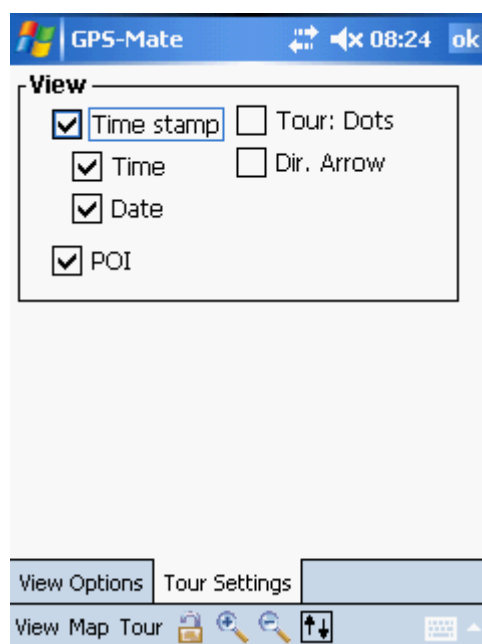 GPS-Mate 08:24 ok
View
Time stamp Tour: Dots
Time Dir. Arrow
Date
POI
View Options Tour Settings
View Map Tour